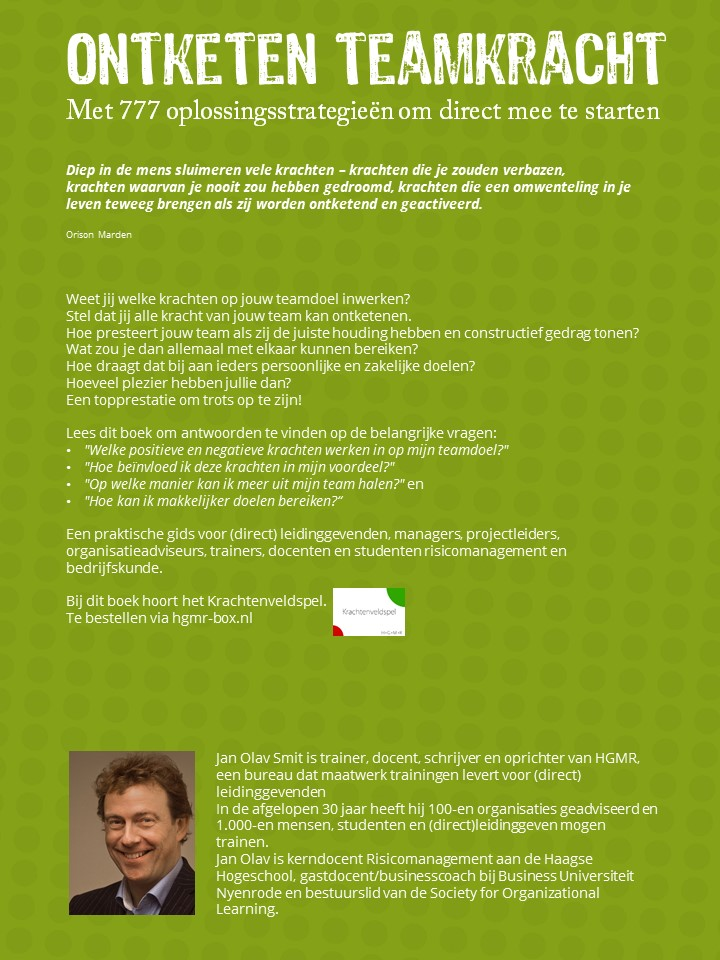 ONTKETEN TEAMKRACHT
Met 777 oplossingsstrategieën om direct mee te starten
Diep in de mens sluimeren vele krachten – krachten die je zouden verbazen,
krachten waarvan je nooit zou hebben gedroomd, krachten die een omwenteling in je
leven teweeg brengen als zij worden ontketend en geactiveerd.
Orison Marden
Weet jij welke krachten op jouw teamdoel inwerken?
Stel dat jij alle kracht van jouw team kan ontketenen.
Hoe presteert jouw team als zij de juiste houding hebben en constructief gedrag tonen?
Wat zou je dan allemaal met elkaar kunnen bereiken?
Hoe draagt dat bij aan ieders persoonlijke en zakelijke doelen?
Hoeveel plezier hebben jullie dan?
Een topprestatie om trots op te zijn!
Lees dit boek om antwoorden te vinden op de belangrijke vragen:
• "Welke positieve en negatieve krachten werken in op mijn teamdoel?"
• "Hoe beïnvloed ik deze krachten in mijn voordeel?"
• "Op welke manier kan ik meer uit mijn team halen?" en
• "Hoe kan ik makkelijker doelen bereiken?“
Een praktische gids voor (direct) leidinggevenden, managers, projectleiders,
organisatieadviseurs, trainers, docenten en studenten risicomanagement en
bedrijfskunde.
Bij dit boek hoort het Krachtenveldspel.
Te bestellen via hgmr-box.nl
Krachtenveldspel
Jan Olav Smit is trainer, docent, schrijver en oprichter van HGMR,
een bureau dat maatwerk trainingen levert voor (direct)
leidinggevenden
In de afgelopen 30 jaar heeft hij 100-en organisaties geadviseerd en
1.000-en mensen, studenten en (direct)leidinggeven mogen
trainen.
Jan Olav is kerndocent Risicomanagement aan de Haagse
Hogeschool, gastdocent/businesscoach bij Business Universiteit
Nyenrode en bestuurslid van de Society for Organizational
Learning.